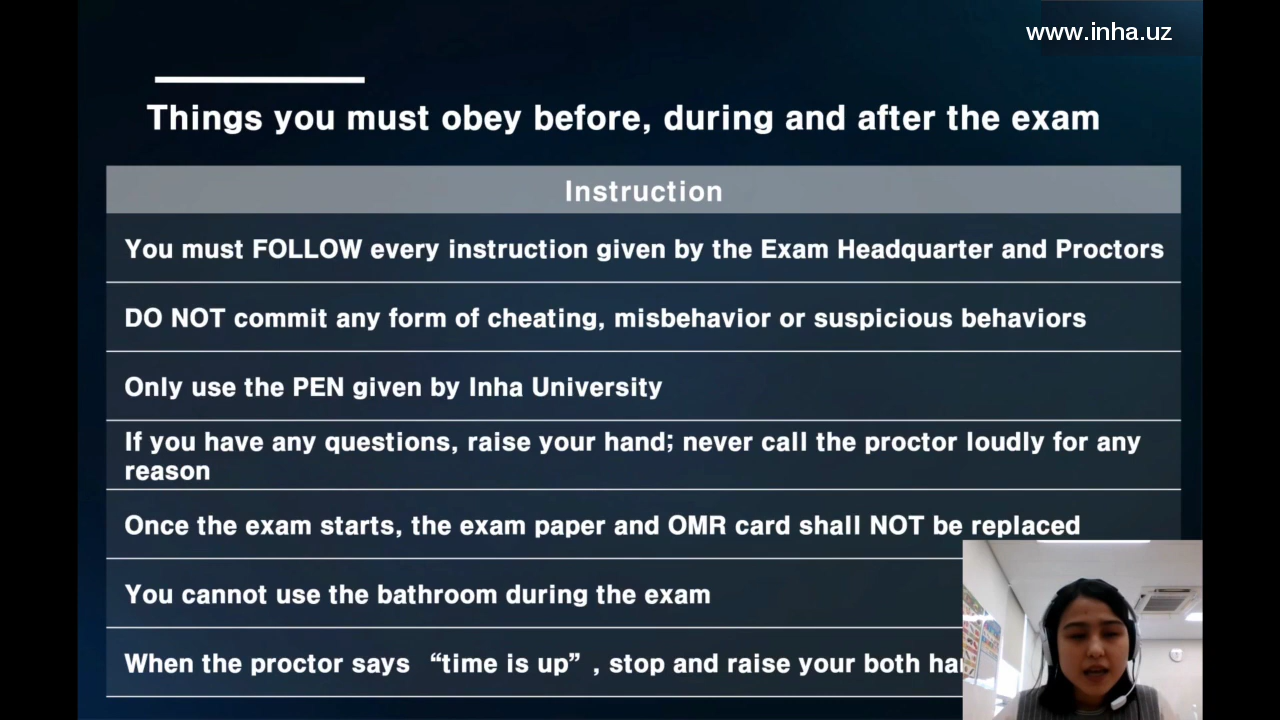 www.inha.uz
Things you must obey before, during and after the exam
Instruction
You must FOLLOW every instruction given by the Exam Headquarter and Proctors
DO NOT commit any form of cheating, misbehavior or suspicious behaviors
Only use the PEN given by Inha University
If you have any questions, raise your hand; never call the proctor loudly for any
reason
Once the exam starts, the exam paper and OMR card shall NOT be replaced
You cannot use the bathroom during the exam
When the proctor says “time is up” , stop and raise your both